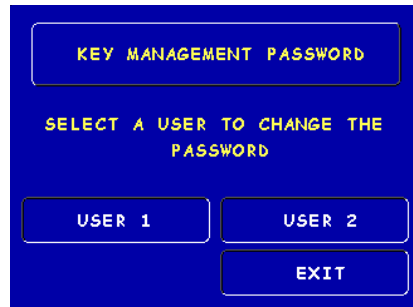 KEY MANAGEMENT PASSWORD
SELECT A USER TO CHANGE THE
PASSWORD
USER 1
USER 2
EXIT